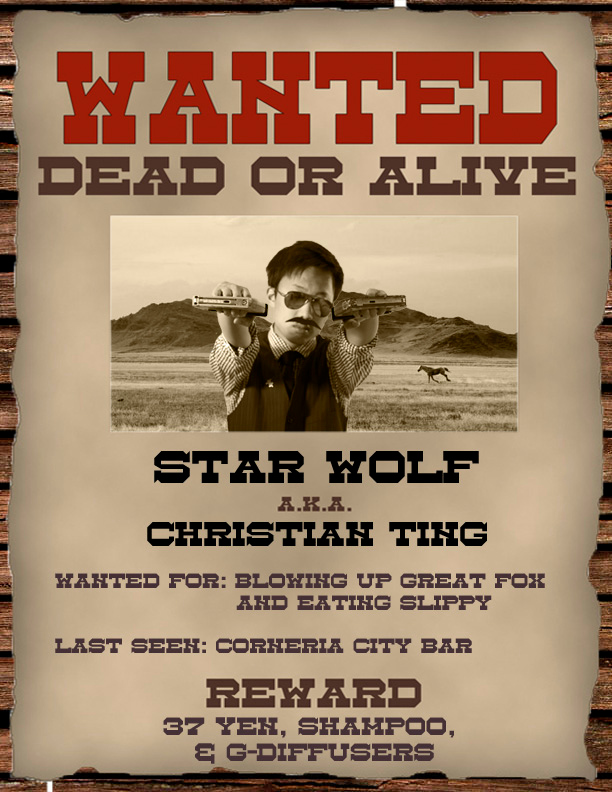 WANTED
DEAD OR ALIVE
STAR WOLF
A.K.A.
CHRISTIAN TING
WANTED FOR: BLOWING UP GREAT FOX
AND EATING SLIPPY
LAST SEEN: CORNERIA CITY BAR
REWARD
37 YEN, SHAMPOO,
& G-DIFFUSERS